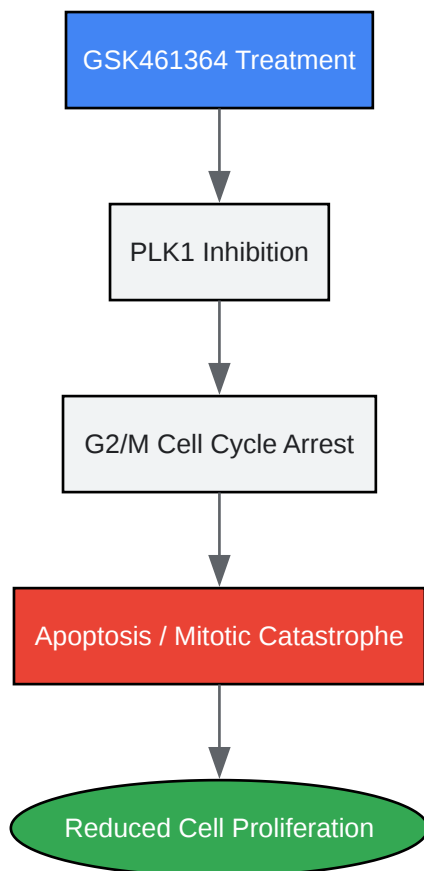 GSK461364 Treatment
PLK1 Inhibition
G2/M Cell Cycle Arrest
Apoptosis / Mitotic Catastrophe
Reduced Cell Proliferation